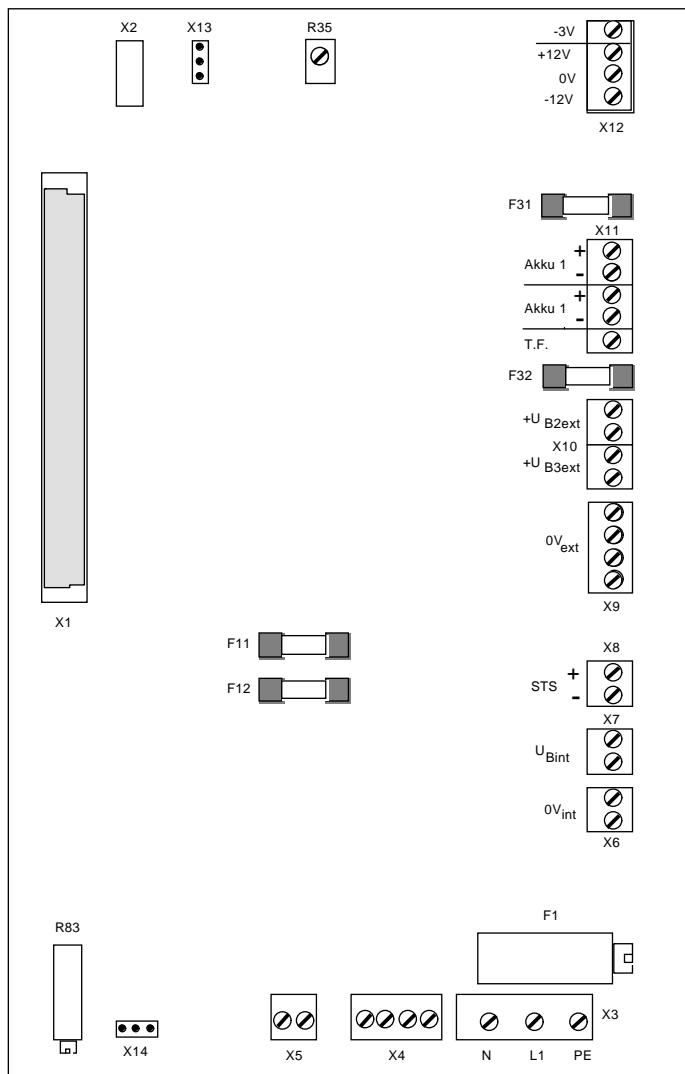 X2 X13 R35
-3V
+12V
0V
-12V
X12
F31
X11
+
Akku 1
-
+
Akku 1
-
T.F.
F32
+U B2ext
X10
+U B3ext
0Vext
X9
X1
F11
F12
X8
+
STS
-
X7
UBint
0Vint
X6
R83
F1
X14
X5
X4
X3
N L1 PE